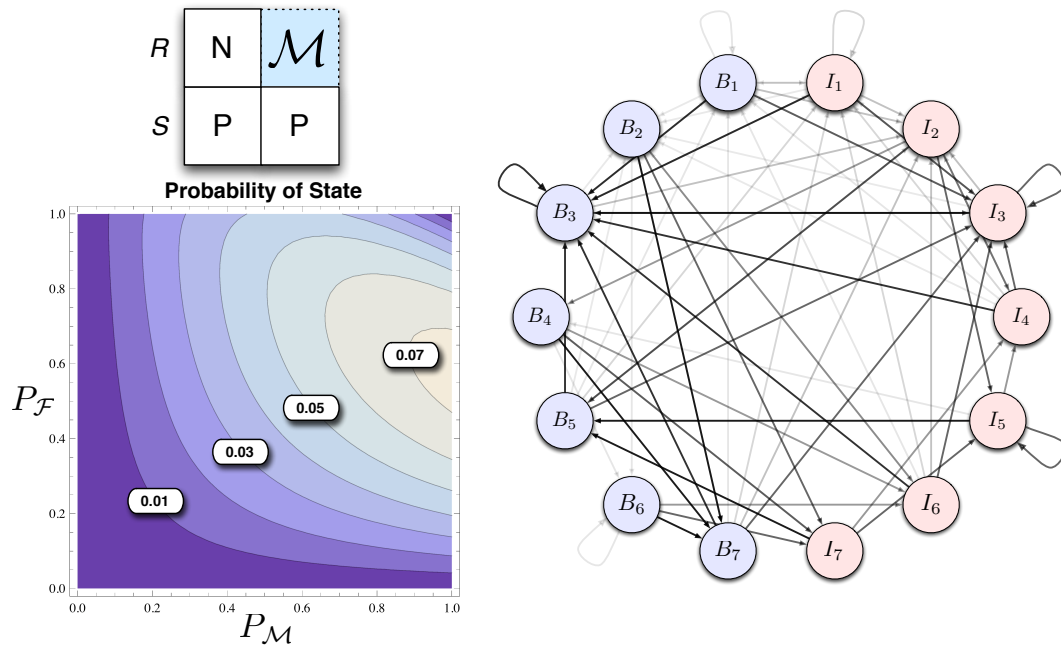 R N ℳ
S P P
Probability of State
1.0
0.8
0.6
0.4
0.2
0.0
P_ℱ
0.07
0.05
0.03
0.01
0.0 0.2 0.4 0.6 0.8 1.0
P_ℳ
B₁ I₁
B₂ I₂
B₃ I₃
B₄ I₄
B₅ I₅
B₆ I₆
B₇ I₇